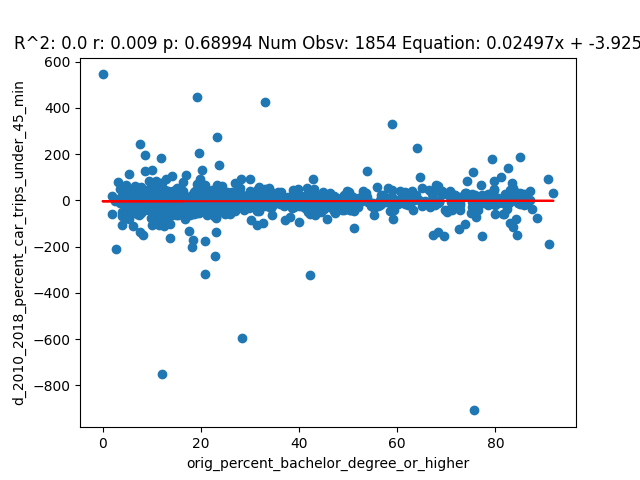 R^2: 0.0 r: 0.009 p: 0.68994 Num Obsv: 1854 Equation: 0.02497x + -3.925
600
400
200
0
−200
−400
−600
−800
d_2010_2018_percent_car_trips_under_45_min
0 20 40 60 80
orig_percent_bachelor_degree_or_higher